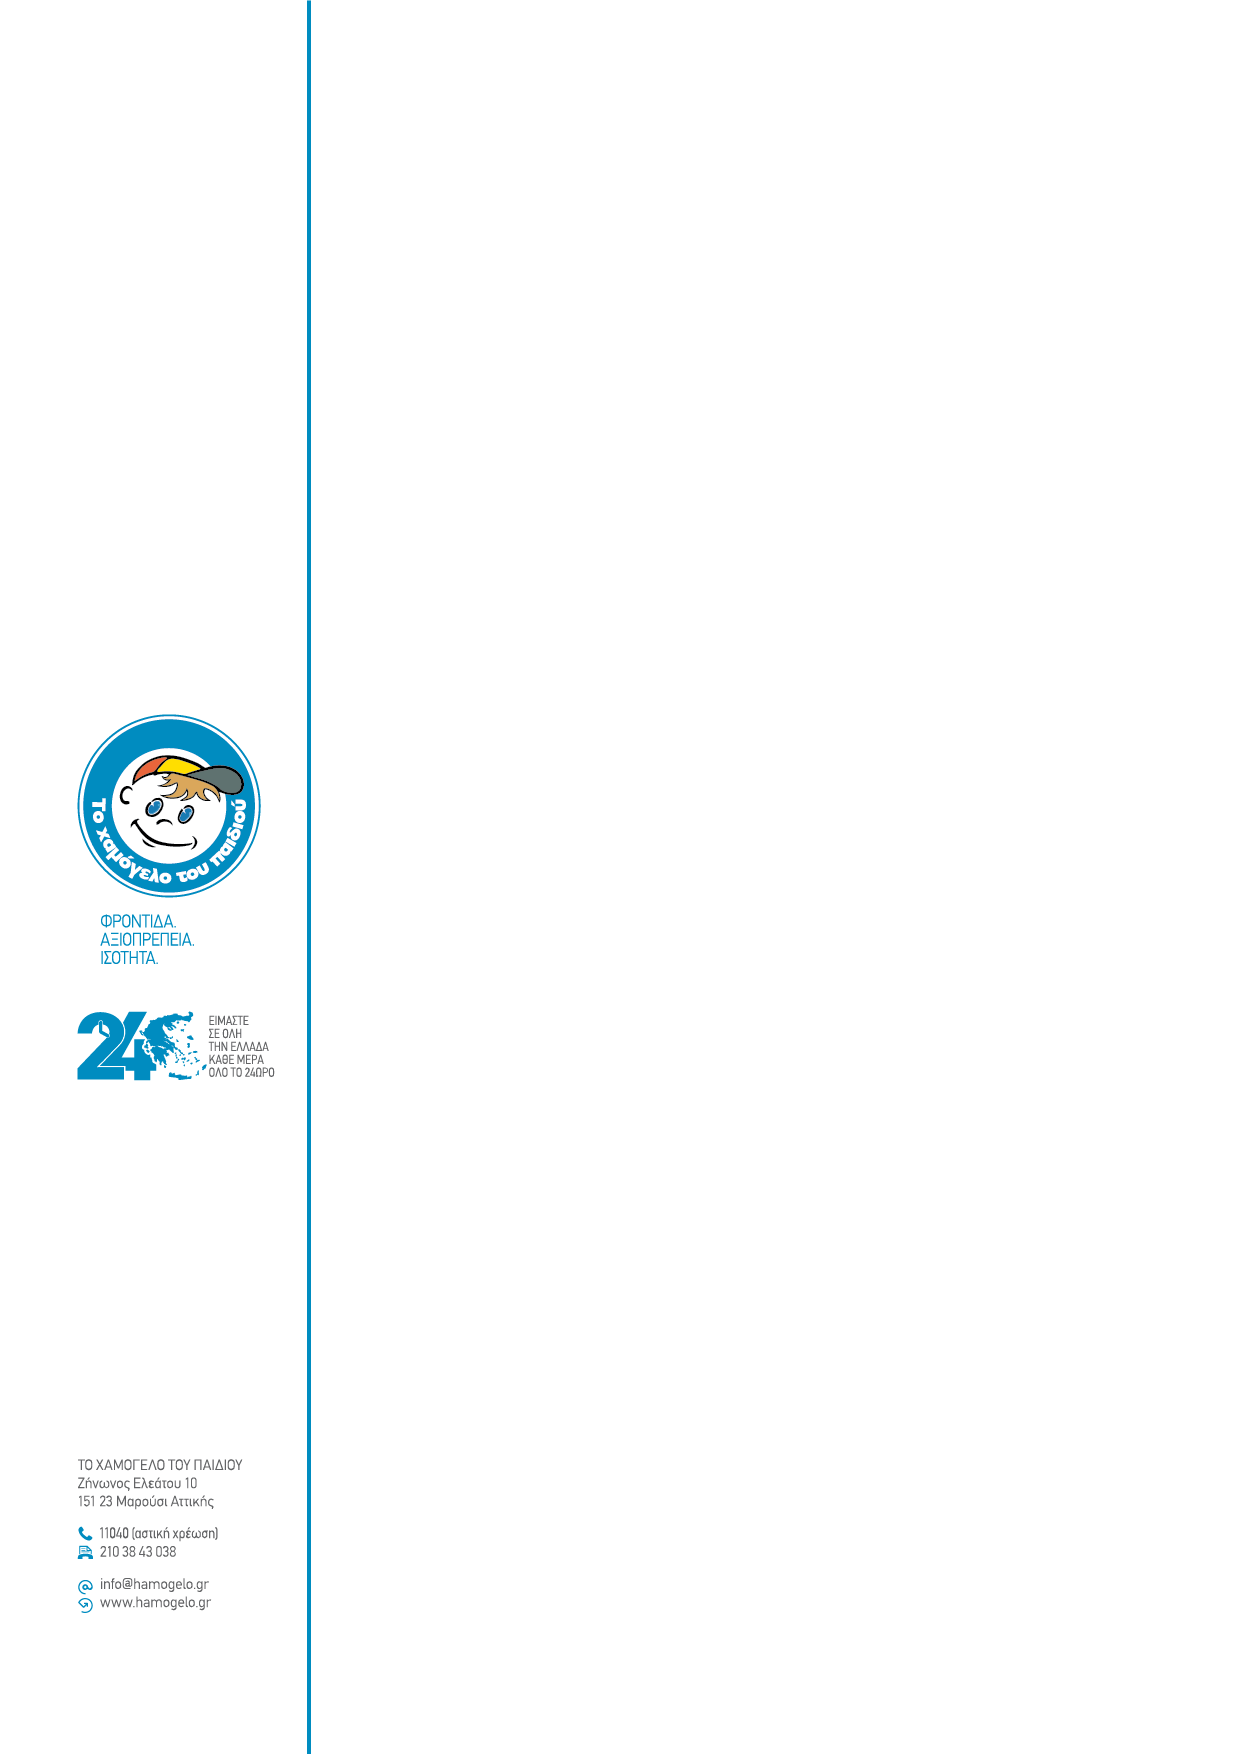 Το χαμόγελο του παιδιού
ΦΡΟΝΤΙΔΑ.
ΑΞΙΟΠΡΕΠΕΙΑ.
ΙΣΟΤΗΤΑ.
24
ΕΙΜΑΣΤΕ
ΣΕ ΟΛΗ
ΤΗΝ ΕΛΛΑΔΑ
ΚΑΘΕ ΜΕΡΑ
ΟΛΟ ΤΟ 24ΩΡΟ
ΤΟ ΧΑΜΟΓΕΛΟ ΤΟΥ ΠΑΙΔΙΟΥ
Ζήνωνος Ελεάτου 10
151 23 Μαρούσι Αττικής
11040 (αστική χρέωση)
210 38 43 038
info@hamogelo.gr
www.hamogelo.gr